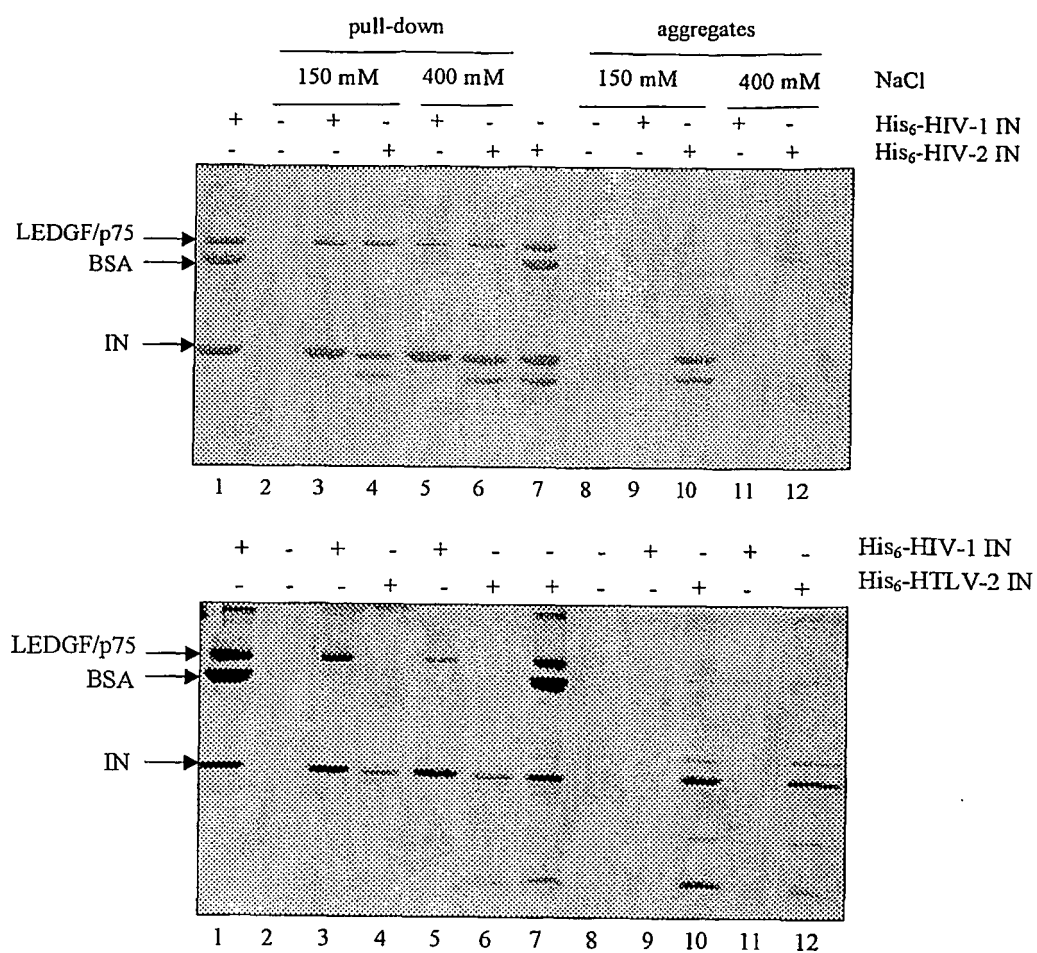 pull-down aggregates
150 mM 400 mM 150 mM 400 mM NaCl
+ - + - + - - - + - + - His₆-HIV-1 IN
- - - + - + + - - + - + His₆-HIV-2 IN
LEDGF/p75
BSA
IN
1 2 3 4 5 6 7 8 9 10 11 12
+ - + - + - - - + - + - His₆-HIV-1 IN
- - - + - + + - - + - + His₆-HTLV-2 IN
LEDGF/p75
BSA
IN
1 2 3 4 5 6 7 8 9 10 11 12